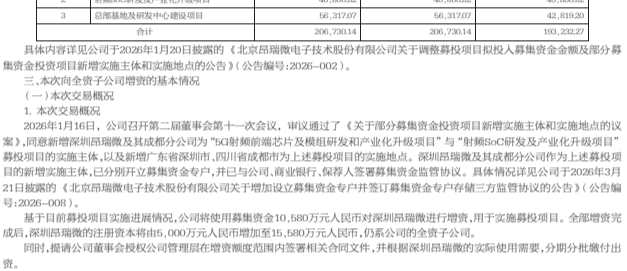 3 总部基地及研发中心建设项目 56,317.07 56,317.07 42,819.20
合计 206,730.14 206,730.14 193,232.27
具体内容详见公司于2026年1月20日披露的《北京昂瑞微电子技术股份有限公司关于调整募投项目拟投入募集资金金额及部分募
集资金投资项目新增实施主体和实施地点的公告》（公告编号：2026-002）。
三、本次向全资子公司增资的基本情况
（一）本次交易概况
1. 本次交易概况
2026年1月16日，公司召开第二届董事会第十一次会议，审议通过了《关于部分募集资金投资项目新增实施主体和实施地点的议
案》，同意新增深圳昂瑞微及其成都分公司为“5G射频前端芯片及模组研发和产业化升级项目”与“射频SoC研发及产业化升级项目”
募投项目的实施主体，以及新增广东省深圳市、四川省成都市为上述募投项目的实施地点。深圳昂瑞微及其成都分公司作为上述募投项
目的新增实施主体，已分别开立募集资金专户，并已与公司、商业银行、保荐人签署募集资金监管协议。具体情况详见公司于2026年3月
21日披露的《北京昂瑞微电子技术股份有限公司关于增加设立募集资金专户并签订募集资金专户存储三方监管协议的公告》（公告编
号：2026-008）。
基于目前募投项目实施进展情况，公司将使用募集资金10,580万元人民币对深圳昂瑞微进行增资，用于实施募投项目。全部增资完
成后，深圳昂瑞微的注册资本将由5,000万元人民币增加至15,580万元人民币，仍系公司的全资子公司。
同时，提请公司董事会授权公司管理层在增资额度范围内签署相关合同文件，并根据深圳昂瑞微的实际使用需要，分期分批缴付出
资。